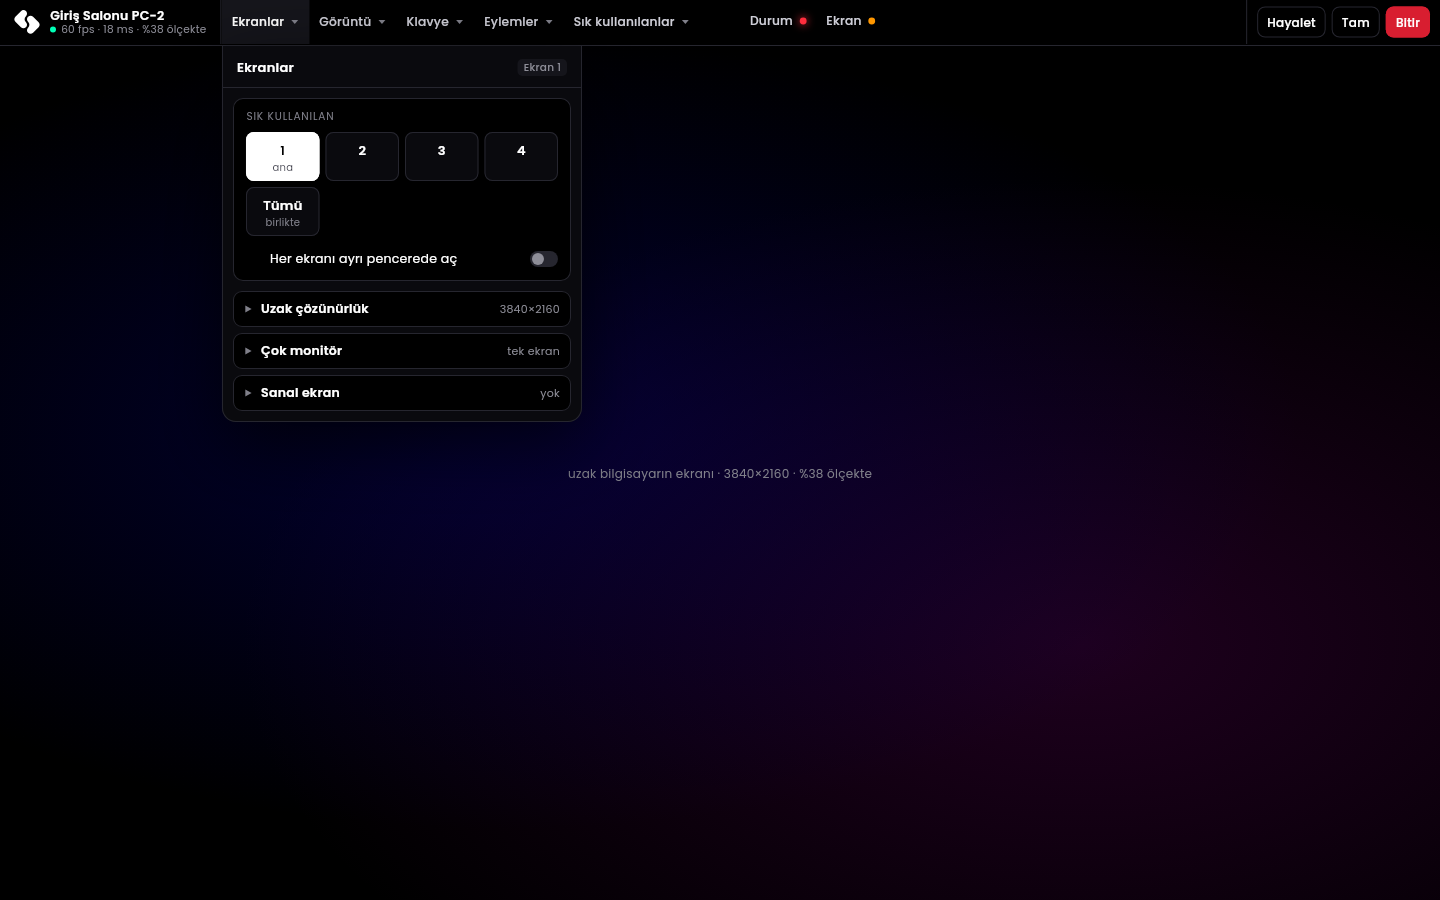 Giriş Salonu PC-2
60 fps · 18 ms · %38 ölçekte
Ekranlar
Görüntü
Klavye
Eylemler
Sık kullanılanlar
Durum
Ekran
Hayalet
Tam
Bitir
Ekranlar
Ekran 1
SIK KULLANILAN
1
ana
2
3
4
Tümü
birlikte
Her ekranı ayrı pencerede aç
Uzak çözünürlük
3840×2160
Çok monitör
tek ekran
Sanal ekran
yok
uzak bilgisayarın ekranı · 3840×2160 · %38 ölçekte